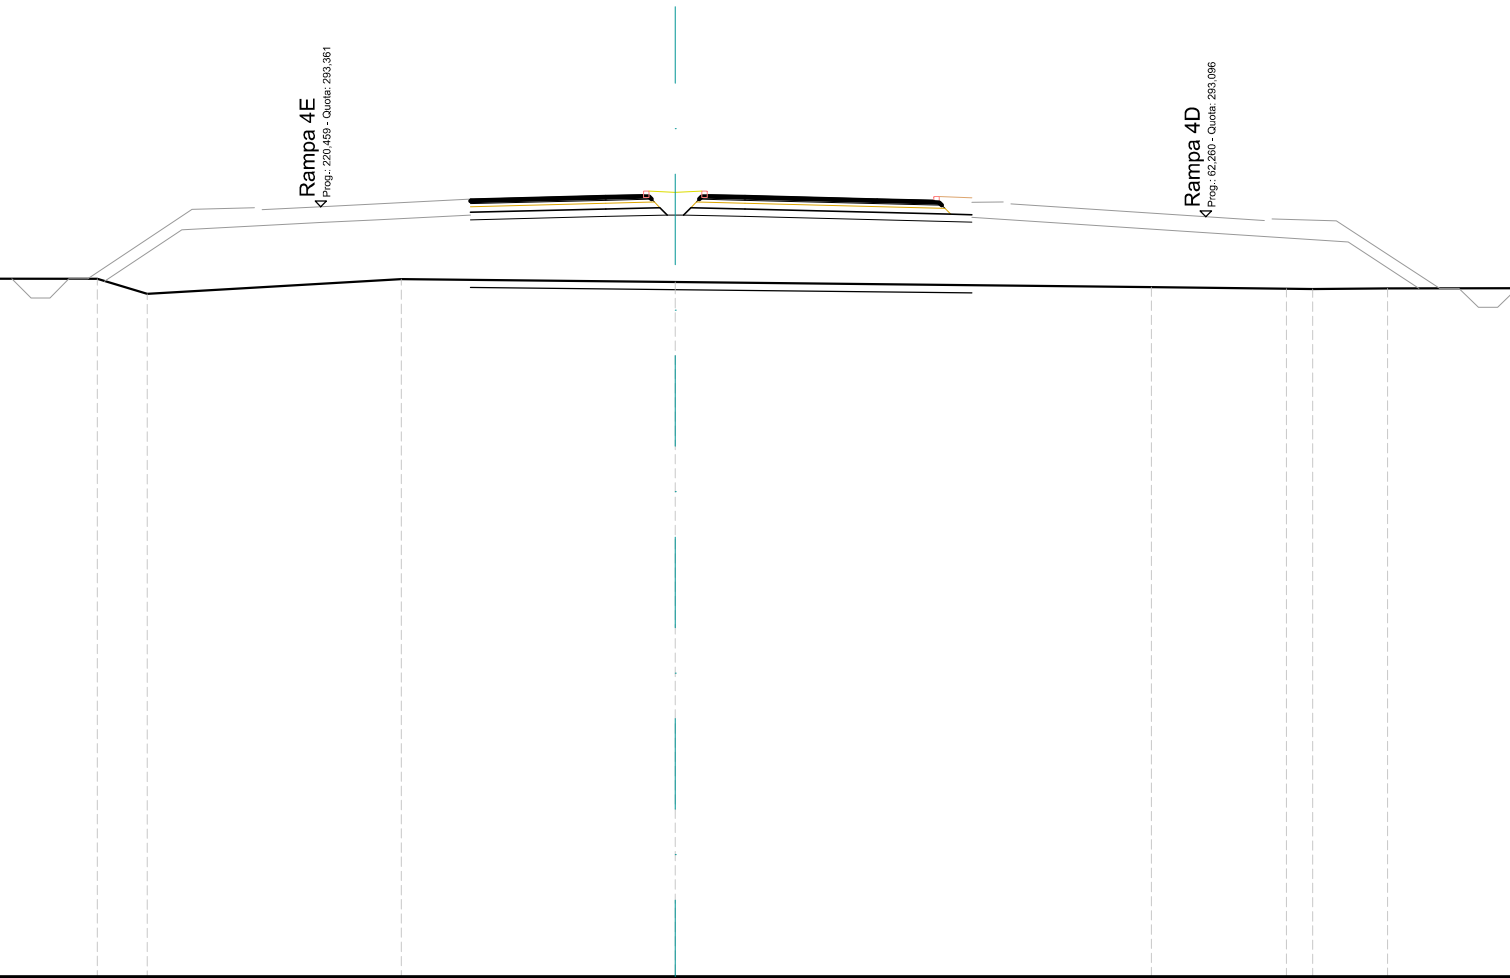 Rampa 4E
Prog.: 220,459 - Quota: 293,361
Rampa 4D
Prog.: 62,260 - Quota: 293,096